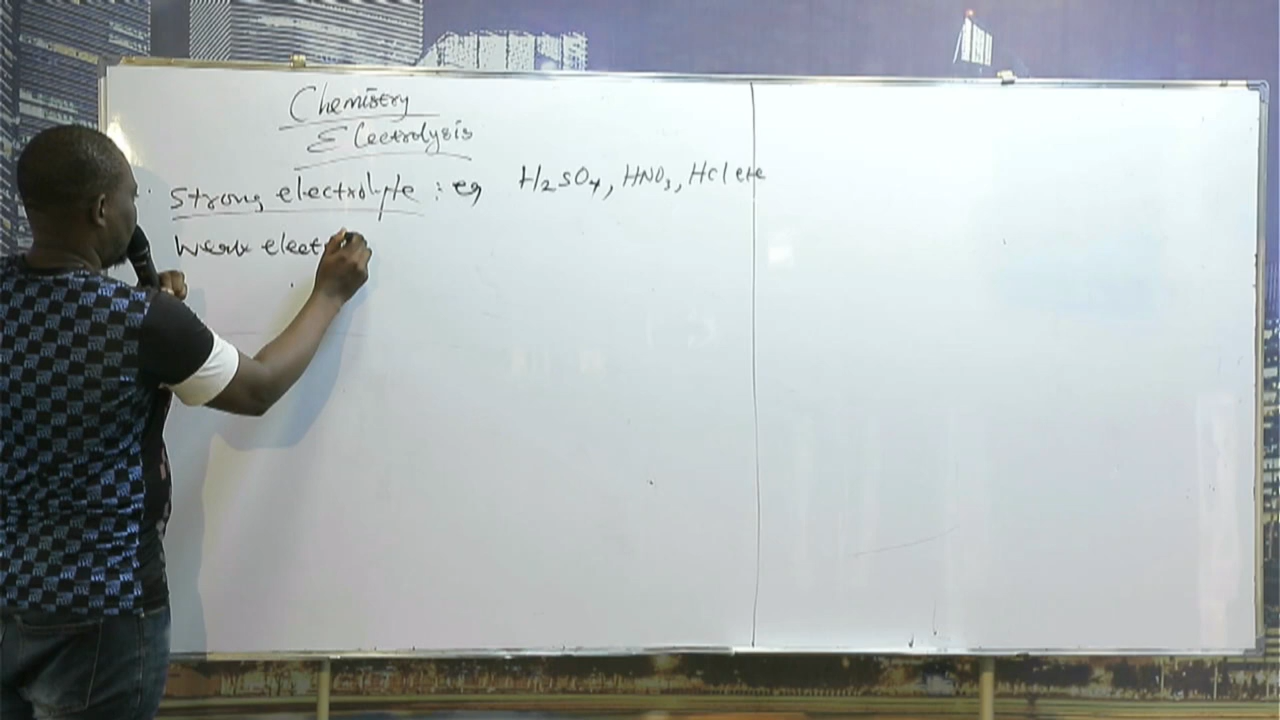 Chemistry
Electrolysis
Strong electrolyte : eg H₂SO₄, HNO₃, HCl etc
Weak elect